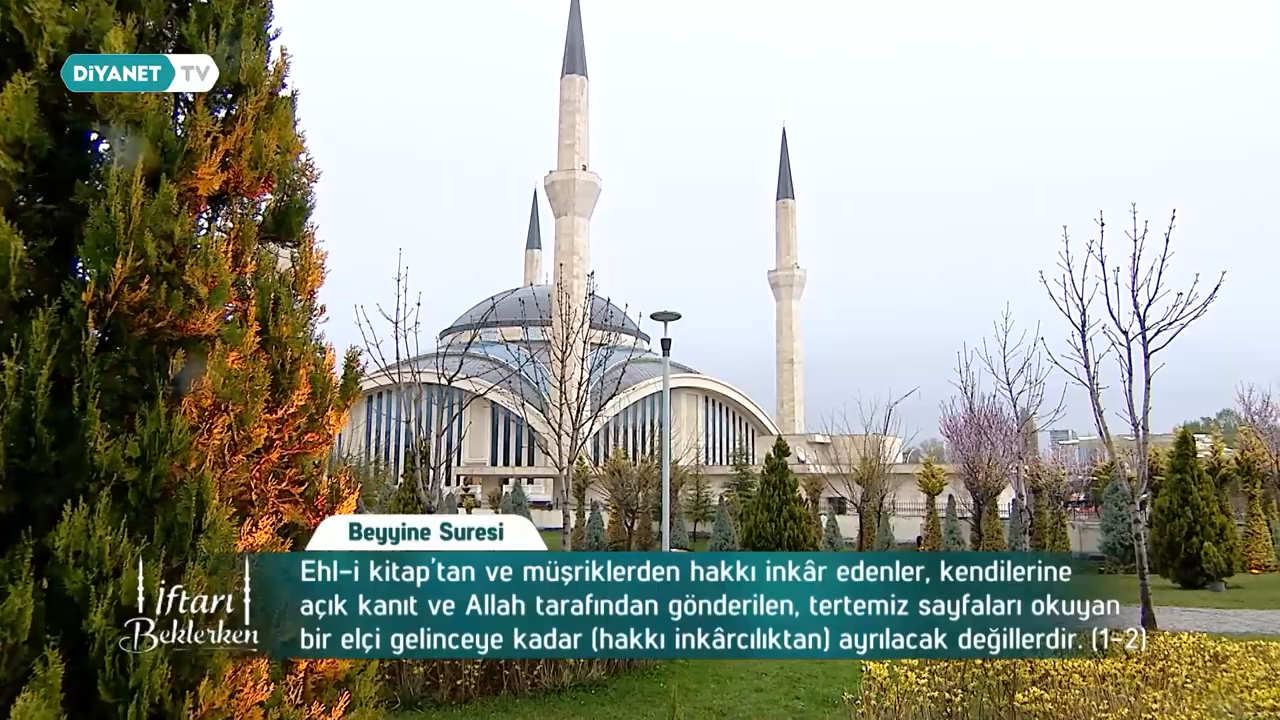 DİYANET TV
Beyyine Suresi
Ehl-i kitap'tan ve müşriklerden hakkı inkâr edenler, kendilerine
açık kanıt ve Allah tarafından gönderilen, tertemiz sayfaları okuyan
bir elçi gelinceye kadar (hakkı inkârcılıktan) ayrılacak değillerdir. (1-2)
İftarı
Beklerken